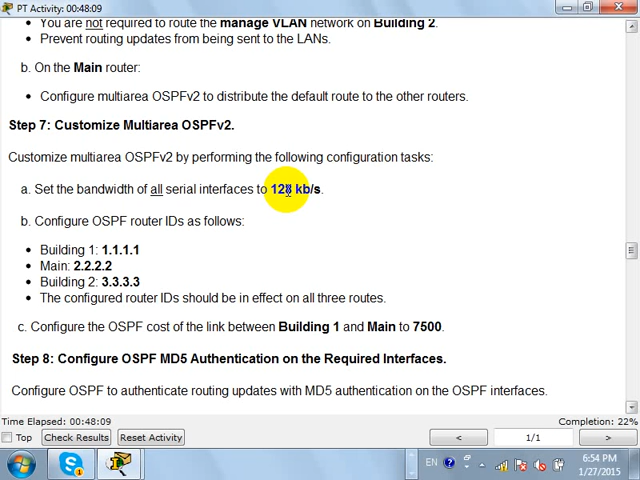 PT Activity: 00:48:09
• You are not required to route the manage VLAN network on Building 2.
• Prevent routing updates from being sent to the LANs.
b. On the Main router:
• Configure multiarea OSPFv2 to distribute the default route to the other routers.
Step 7: Customize Multiarea OSPFv2.
Customize multiarea OSPFv2 by performing the following configuration tasks:
a. Set the bandwidth of all serial interfaces to 128 kb/s.
b. Configure OSPF router IDs as follows:
• Building 1: 1.1.1.1
• Main: 2.2.2.2
• Building 2: 3.3.3.3
• The configured router IDs should be in effect on all three routes.
c. Configure the OSPF cost of the link between Building 1 and Main to 7500.
Step 8: Configure OSPF MD5 Authentication on the Required Interfaces.
Configure OSPF to authenticate routing updates with MD5 authentication on the OSPF interfaces.
Time Elapsed: 00:48:09 Completion: 22%
Top Check Results Reset Activity < 1/1 >
EN 6:54 PM
1/27/2015